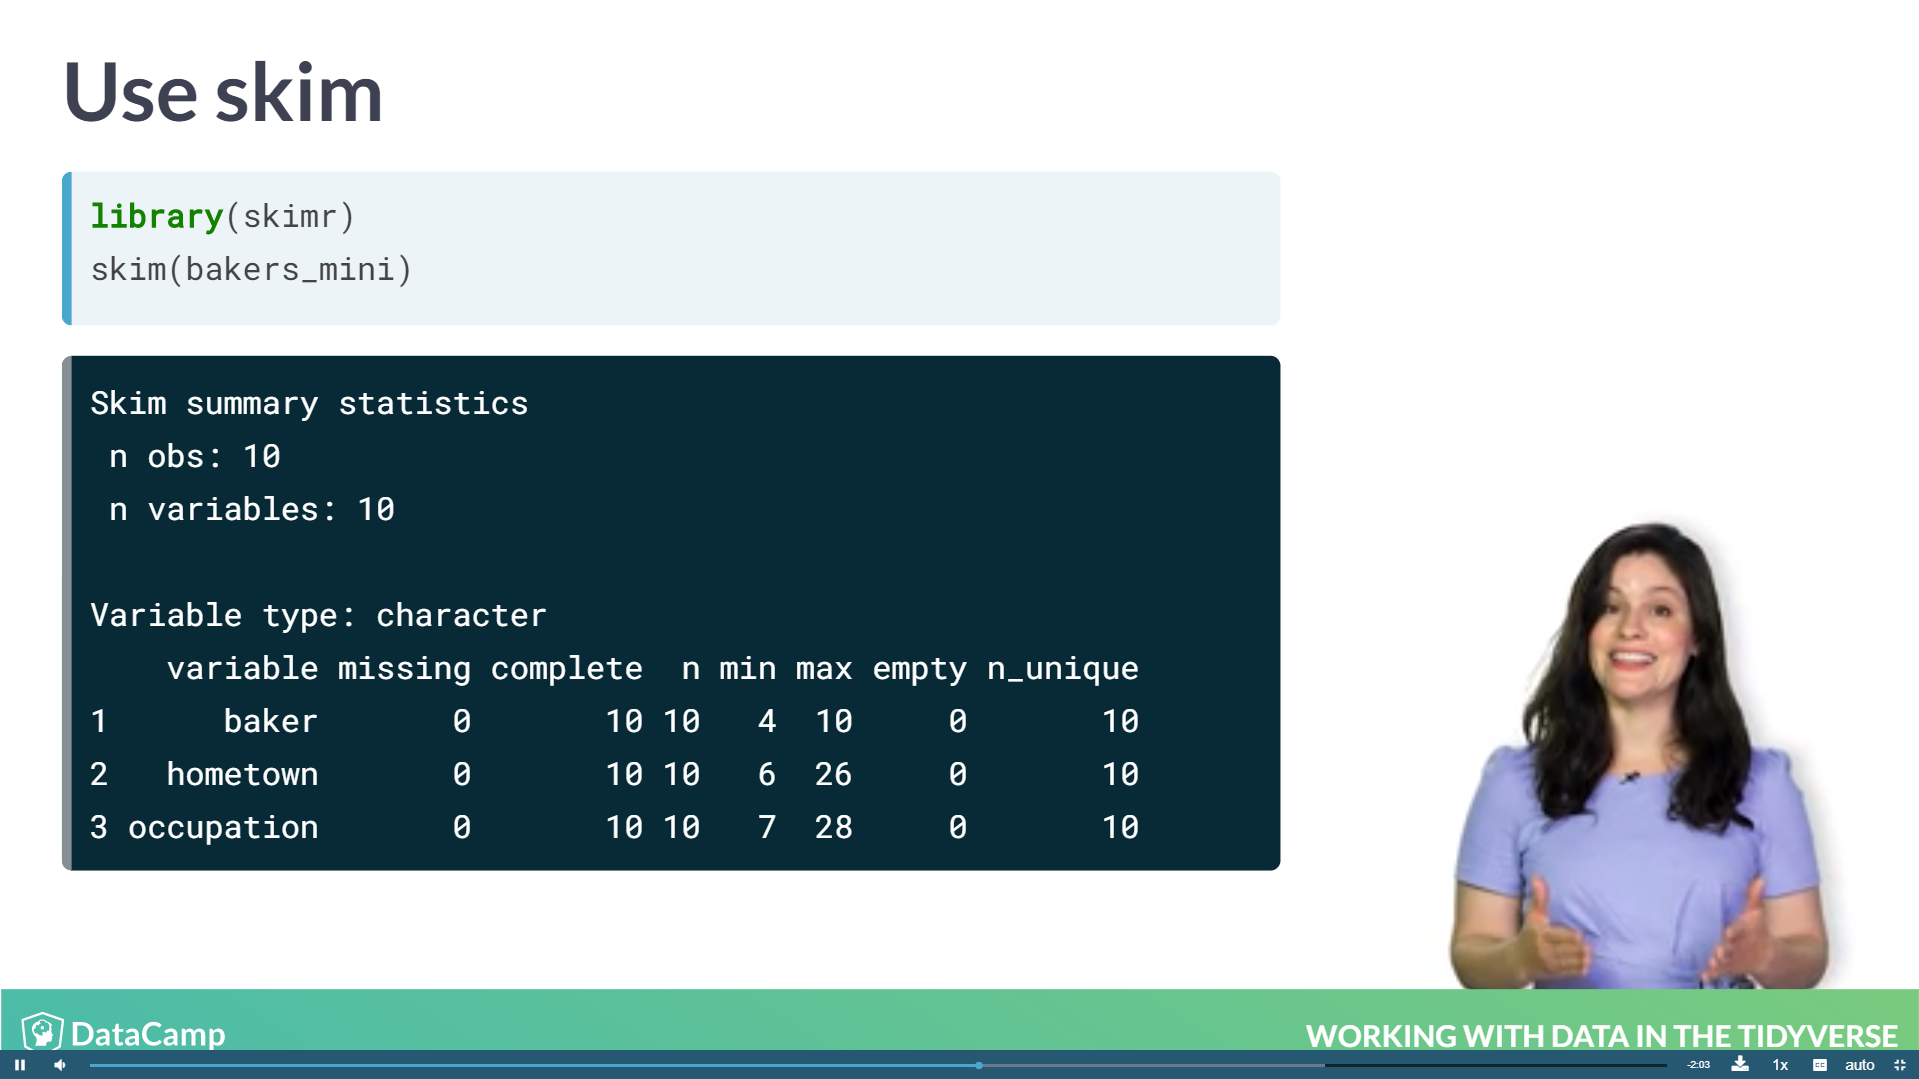 Use skim
library(skimr)
skim(bakers_mini)
Skim summary statistics
n obs: 10
n variables: 10
Variable type: character
variable missing complete n min max empty n_unique
1 baker 0 10 10 4 10 0 10
2 hometown 0 10 10 6 26 0 10
3 occupation 0 10 10 7 28 0 10
DataCamp
WORKING WITH DATA IN THE TIDYVERSE
-2:03
1x
CC
auto